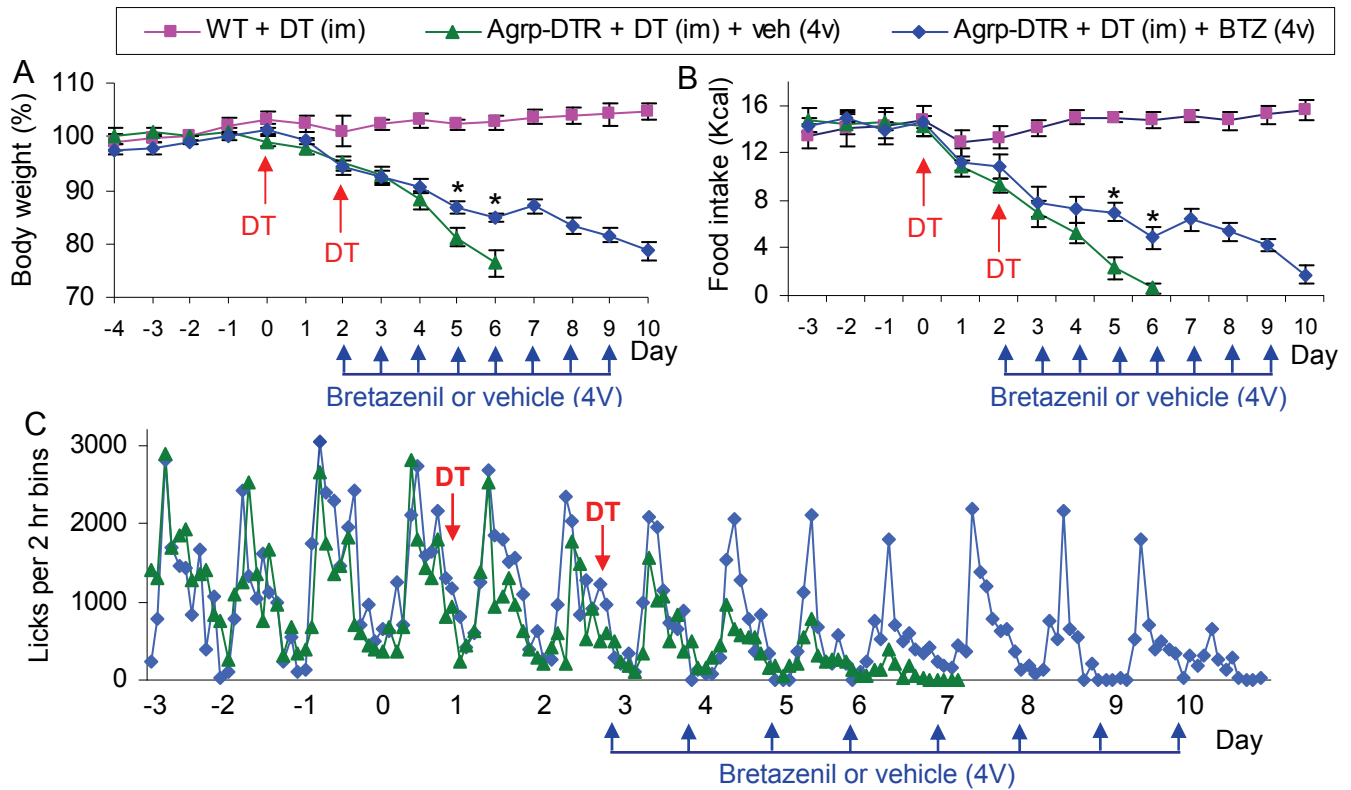 WT + DT (im) Agrp-DTR + DT (im) + veh (4v) Agrp-DTR + DT (im) + BTZ (4v)
A
Body weight (%)
110
100
90
80
70
DT
DT
* *
-4 -3 -2 -1 0 1 2 3 4 5 6 7 8 9 10
Day
Bretazenil or vehicle (4V)
B
Food intake (Kcal)
16
12
8
4
0
DT
DT
* *
-3 -2 -1 0 1 2 3 4 5 6 7 8 9 10
Day
Bretazenil or vehicle (4V)
C
Licks per 2 hr bins
3000
2000
1000
0
DT
DT
-3 -2 -1 0 1 2 3 4 5 6 7 8 9 10
Day
Bretazenil or vehicle (4V)